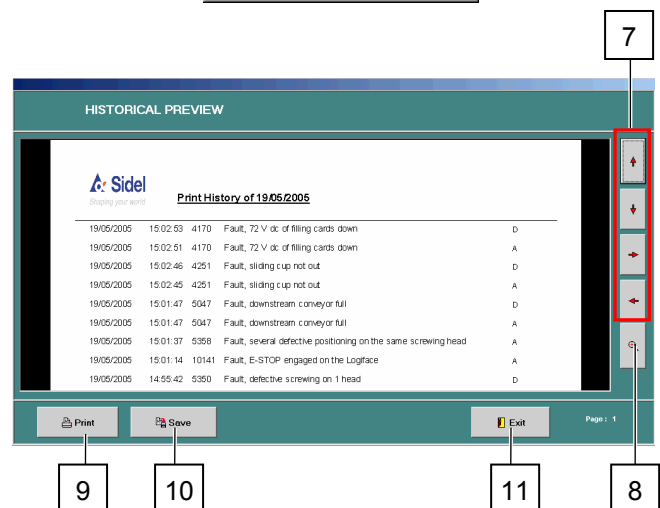 7
HISTORICAL PREVIEW
Sidel
Shaping your world
Print History of 19/05/2005
19/05/2005 15:02:53 4170 Fault, 72 V dc of filling cards down D
19/05/2005 15:02:51 4170 Fault, 72 V dc of filling cards down A
19/05/2005 15:02:46 4251 Fault, sliding cup not out D
19/05/2005 15:02:45 4251 Fault, sliding cup not out A
19/05/2005 15:01:47 5047 Fault, downstream conveyor full D
19/05/2005 15:01:47 5047 Fault, downstream conveyor full A
19/05/2005 15:01:37 5358 Fault, several defective positioning on the same screwing head A
19/05/2005 15:01:14 10141 Fault, E-STOP engaged on the Logiface A
19/05/2005 14:55:42 5350 Fault, defective screwing on 1 head D
Print Save Exit Page : 1
9 10 11 8